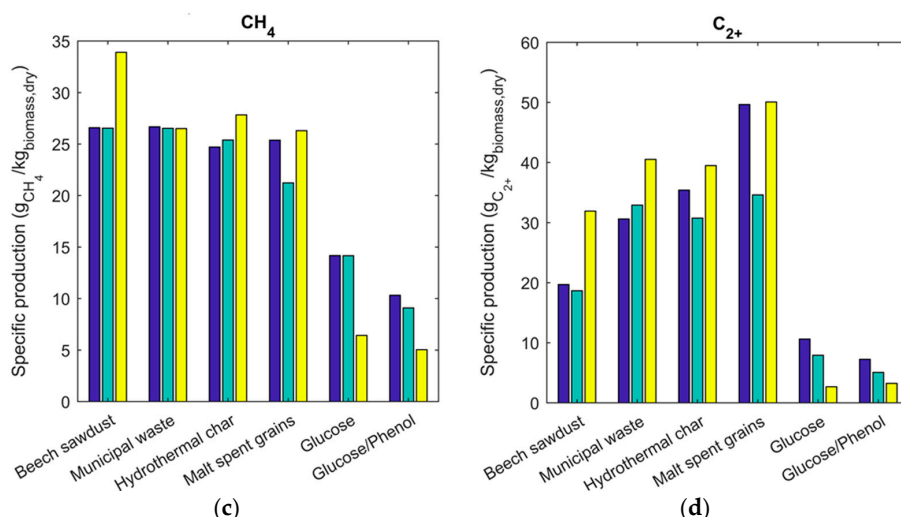 CH4
Specific production (gCH4/kgbiomass,dry)
35
30
25
20
15
10
5
0
Beech sawdust
Municipal waste
Hydrothermal char
Malt spent grains
Glucose
Glucose/Phenol
(c)
C2+
Specific production (gC2+/kgbiomass,dry)
60
50
40
30
20
10
0
Beech sawdust
Municipal waste
Hydrothermal char
Malt spent grains
Glucose
Glucose/Phenol
(d)